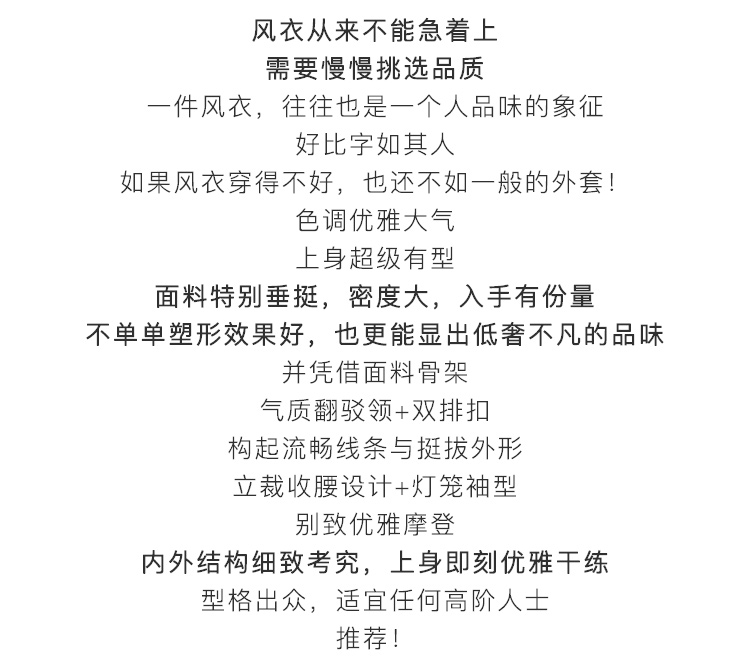 风衣从来不能急着上
需要慢慢挑选品质
一件风衣，往往也是一个人品味的象征
好比字如其人
如果风衣穿得不好，也还不如一般的外套！
色调优雅大气
上身超级有型
面料特别垂挺，密度大，入手有份量
不单单塑形效果好，也更能显出低奢不凡的品味
并凭借面料骨架
气质翻驳领+双排扣
构起流畅线条与挺拔外形
立裁收腰设计+灯笼袖型
别致优雅摩登
内外结构细致考究，上身即刻优雅干练
型格出众，适宜任何高阶人士
推荐！